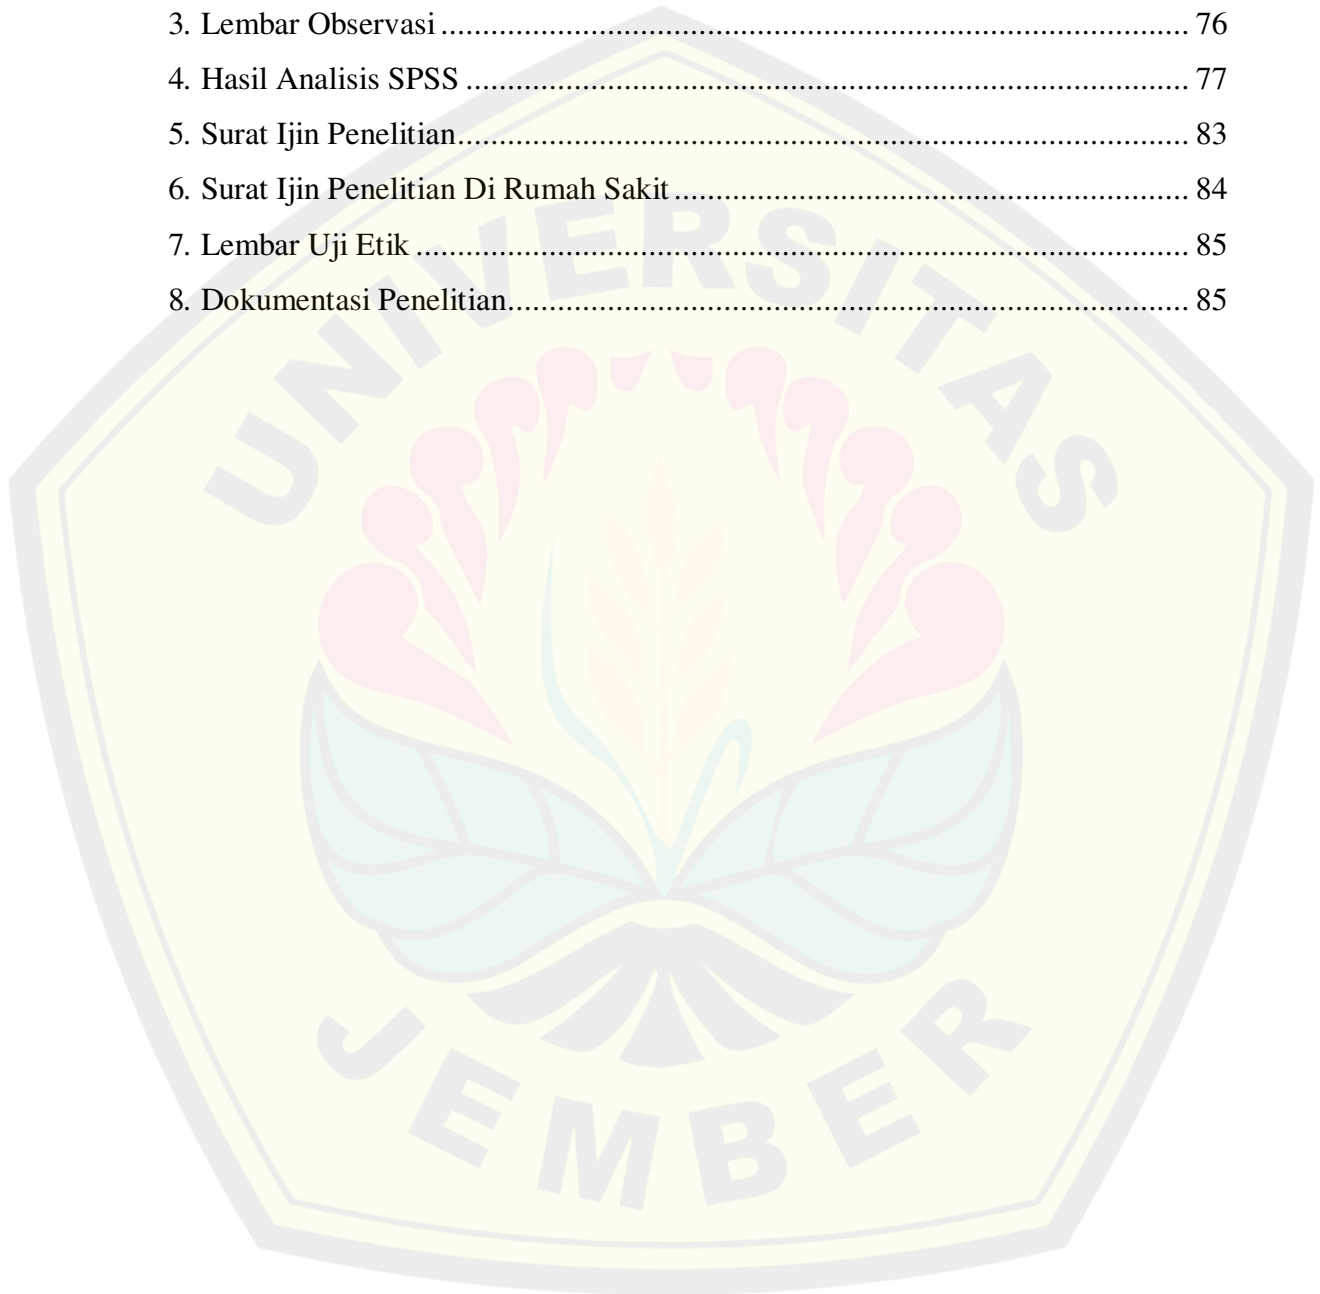 3. Lembar Observasi ........................................................................................... 76
4. Hasil Analisis SPSS ........................................................................................ 77
5. Surat Ijin Penelitian......................................................................................... 83
6. Surat Ijin Penelitian Di Rumah Sakit .............................................................. 84
7. Lembar Uji Etik .............................................................................................. 85
8. Dokumentasi Penelitian................................................................................... 85
UNIVERSITAS
JEMBER